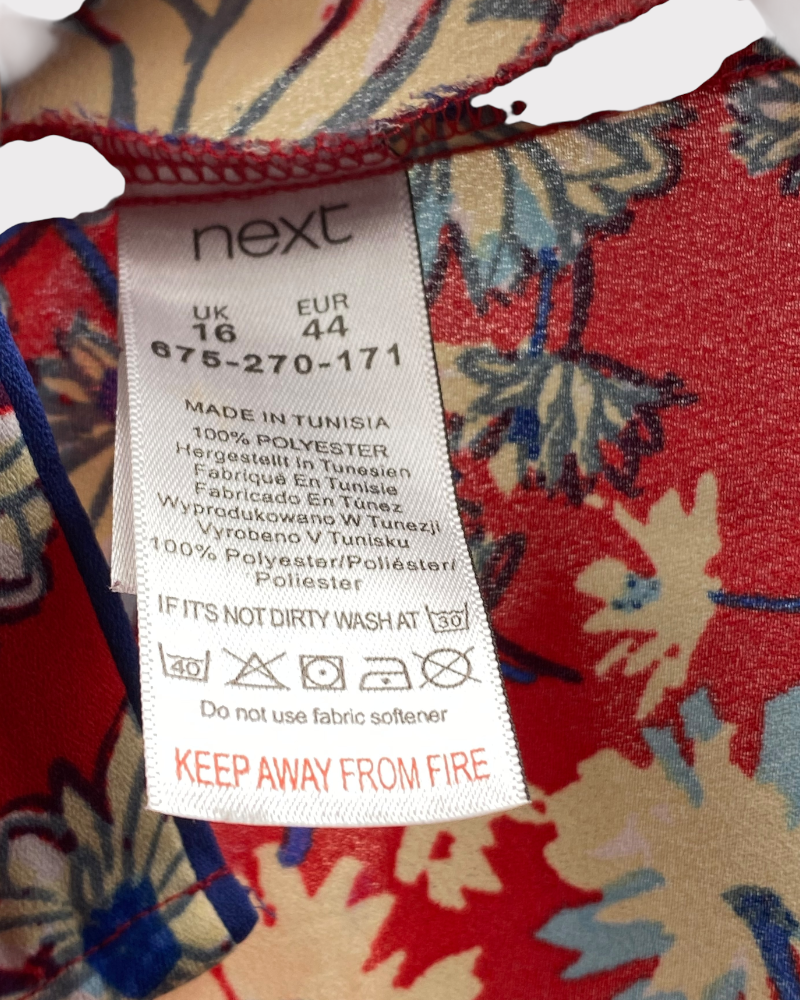 next
UK EUR
16 44
675-270-171
MADE IN TUNISIA
100% POLYESTER
Hergestellt In Tunesien
Fabriqué En Tunisie
Fabricado En Túnez
Wyprodukowano W Tunezji
Vyrobeno V Tunisku
100% Polyester/Poliéster/
Poliester
IF IT'S NOT DIRTY WASH AT 30
40
Do not use fabric softener
KEEP AWAY FROM FIRE